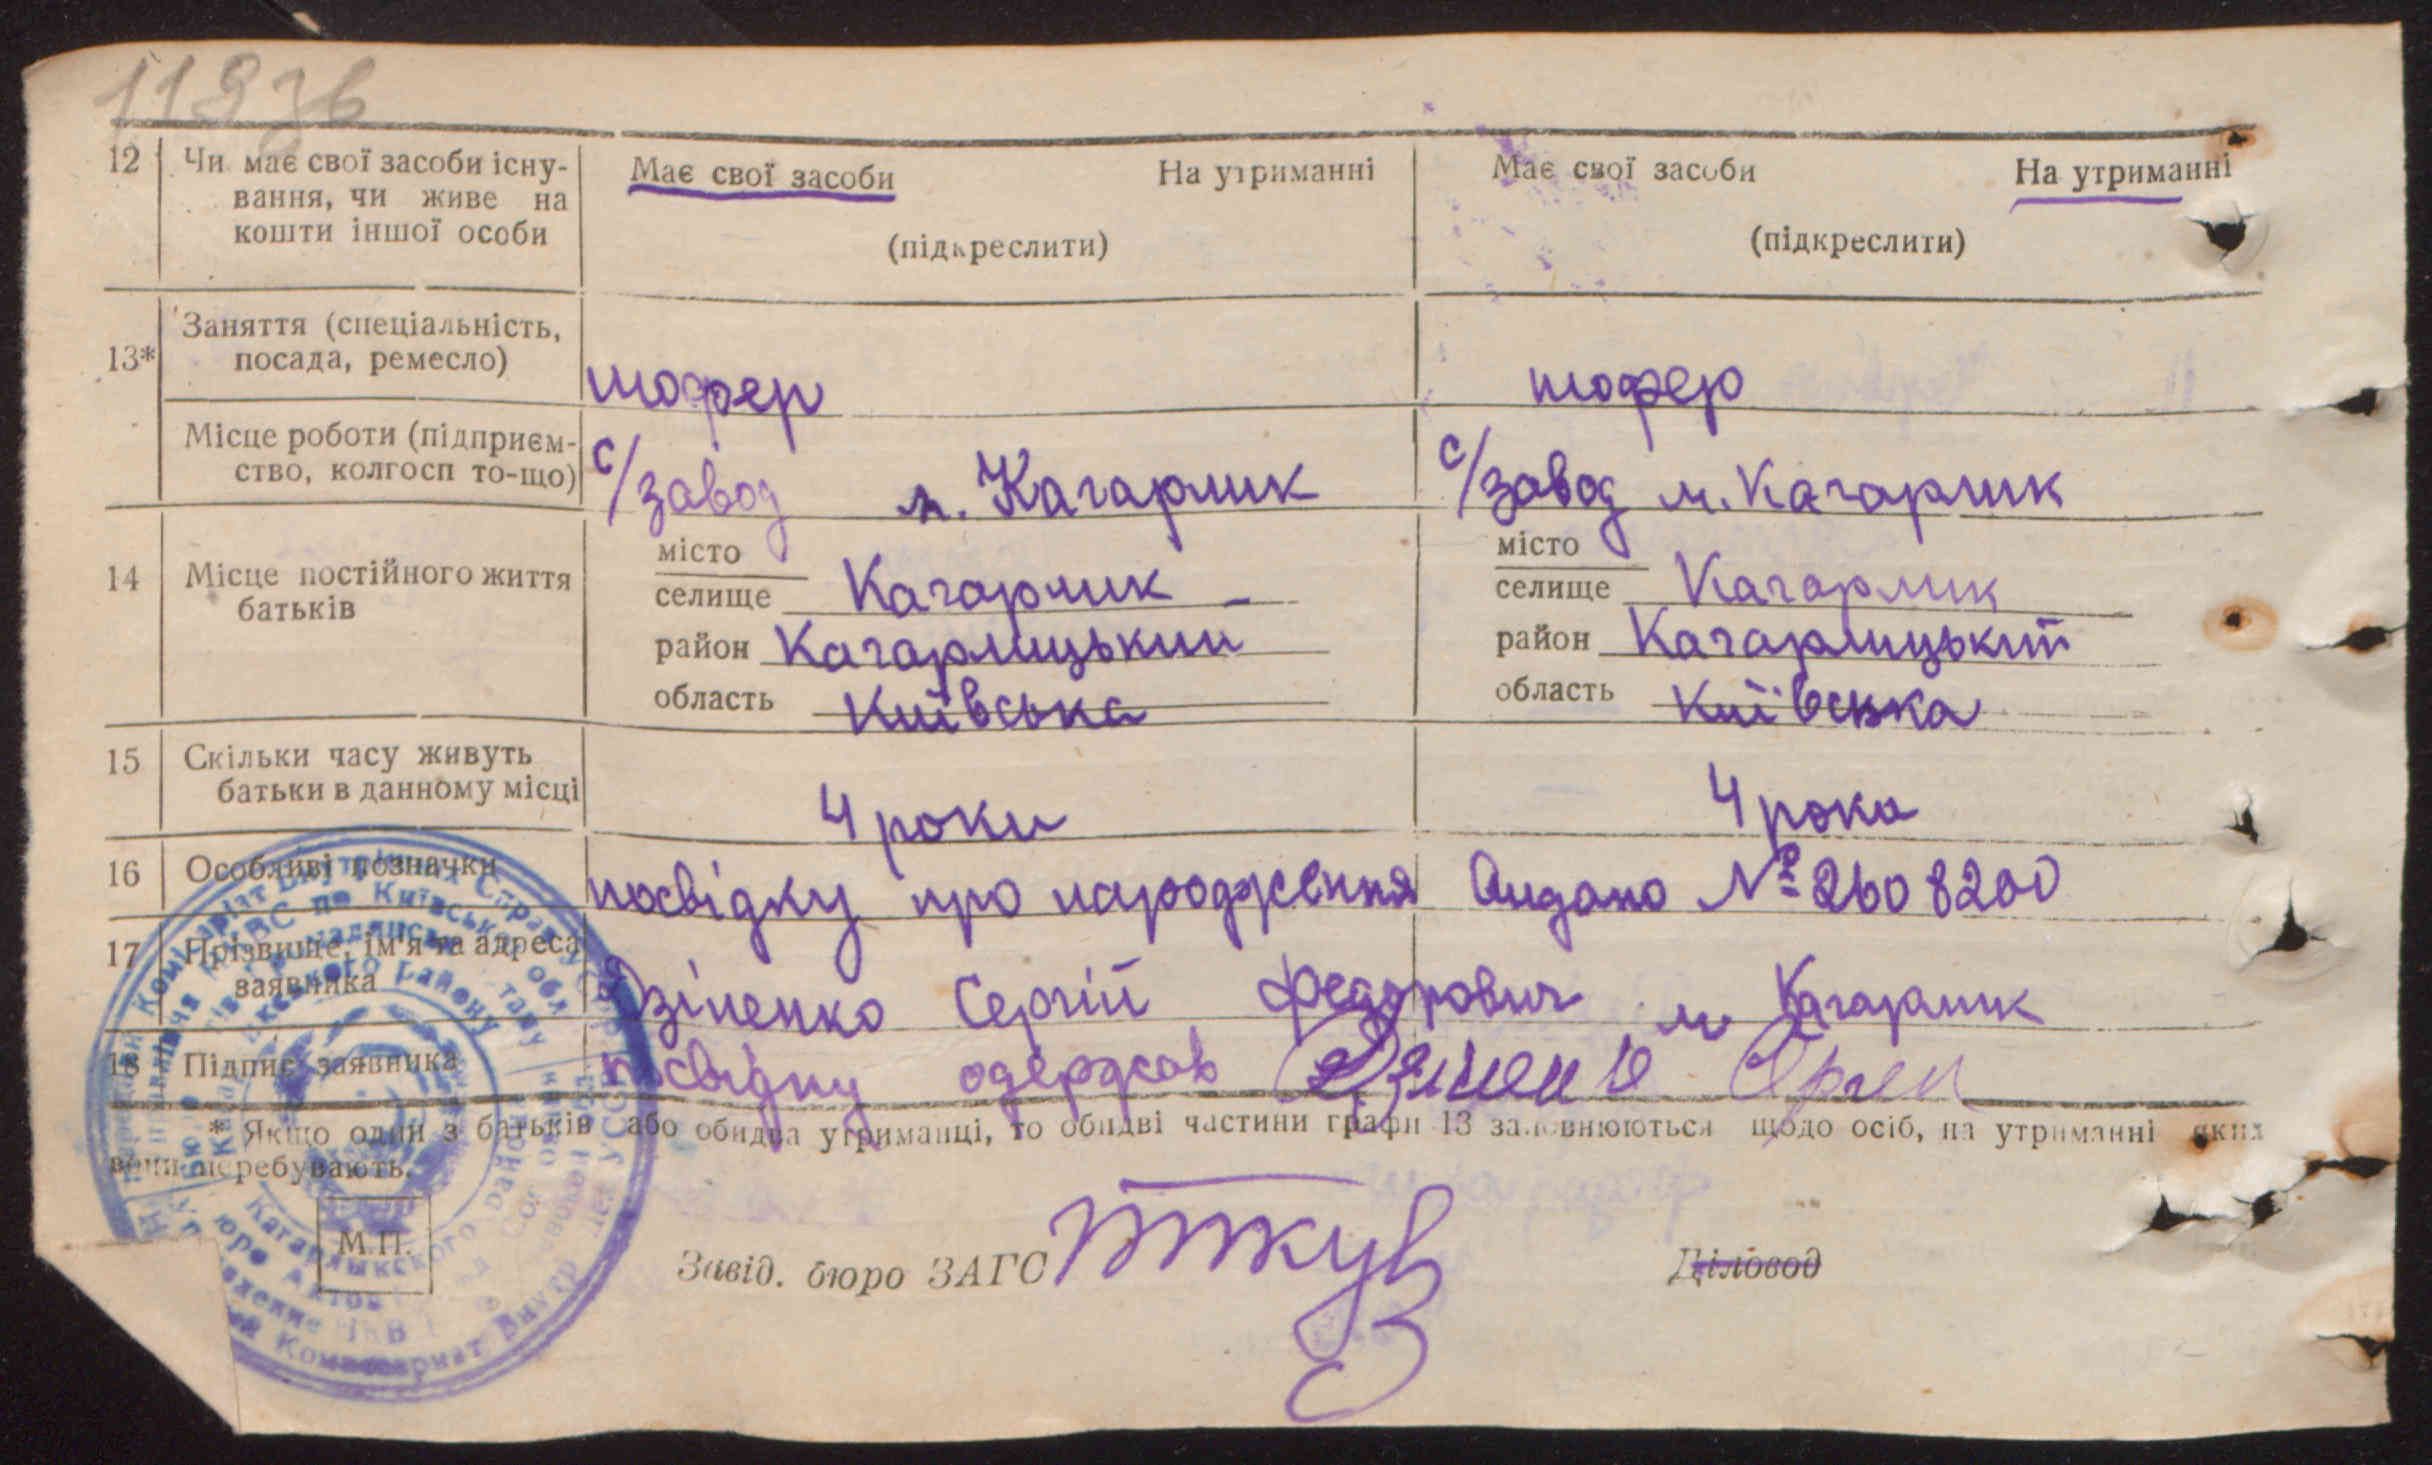 11976
12 Чи має свої засоби існу- Має свої засоби На утриманні Має свої засоби На утриманні
вання, чи живе на
кошти іншої особи (підкреслити) (підкреслити)
Заняття (спеціальність,
13* посада, ремесло) шофер шофер
Місце роботи (підприєм-
ство, колгосп то-що) с/завод м. Кагарлик с/завод м. Кагарлик
місто місто
14 Місце постійного життя селище Кагарлик селище Кагарлик
батьків
район Кагарлицький район Кагарлицький
область Київська область Київська
15 Скільки часу живуть
батьки в данному місці 4 роки 4 рока
16 Особливі позначки посвідку про народження видано № 2608200
17 Прізвище, ім'я та адреса
заявника Дзіненко Сергій Федорович м Кагарлик
18 Підпис заявника посвідку одержав
* Якщо один з батьків або обидва утриманці, то обидві частини графи 13 заповнюються щодо осіб, на утриманні яких
вони перебувають.
М.П.
Завід. бюро ЗАГС Діловод